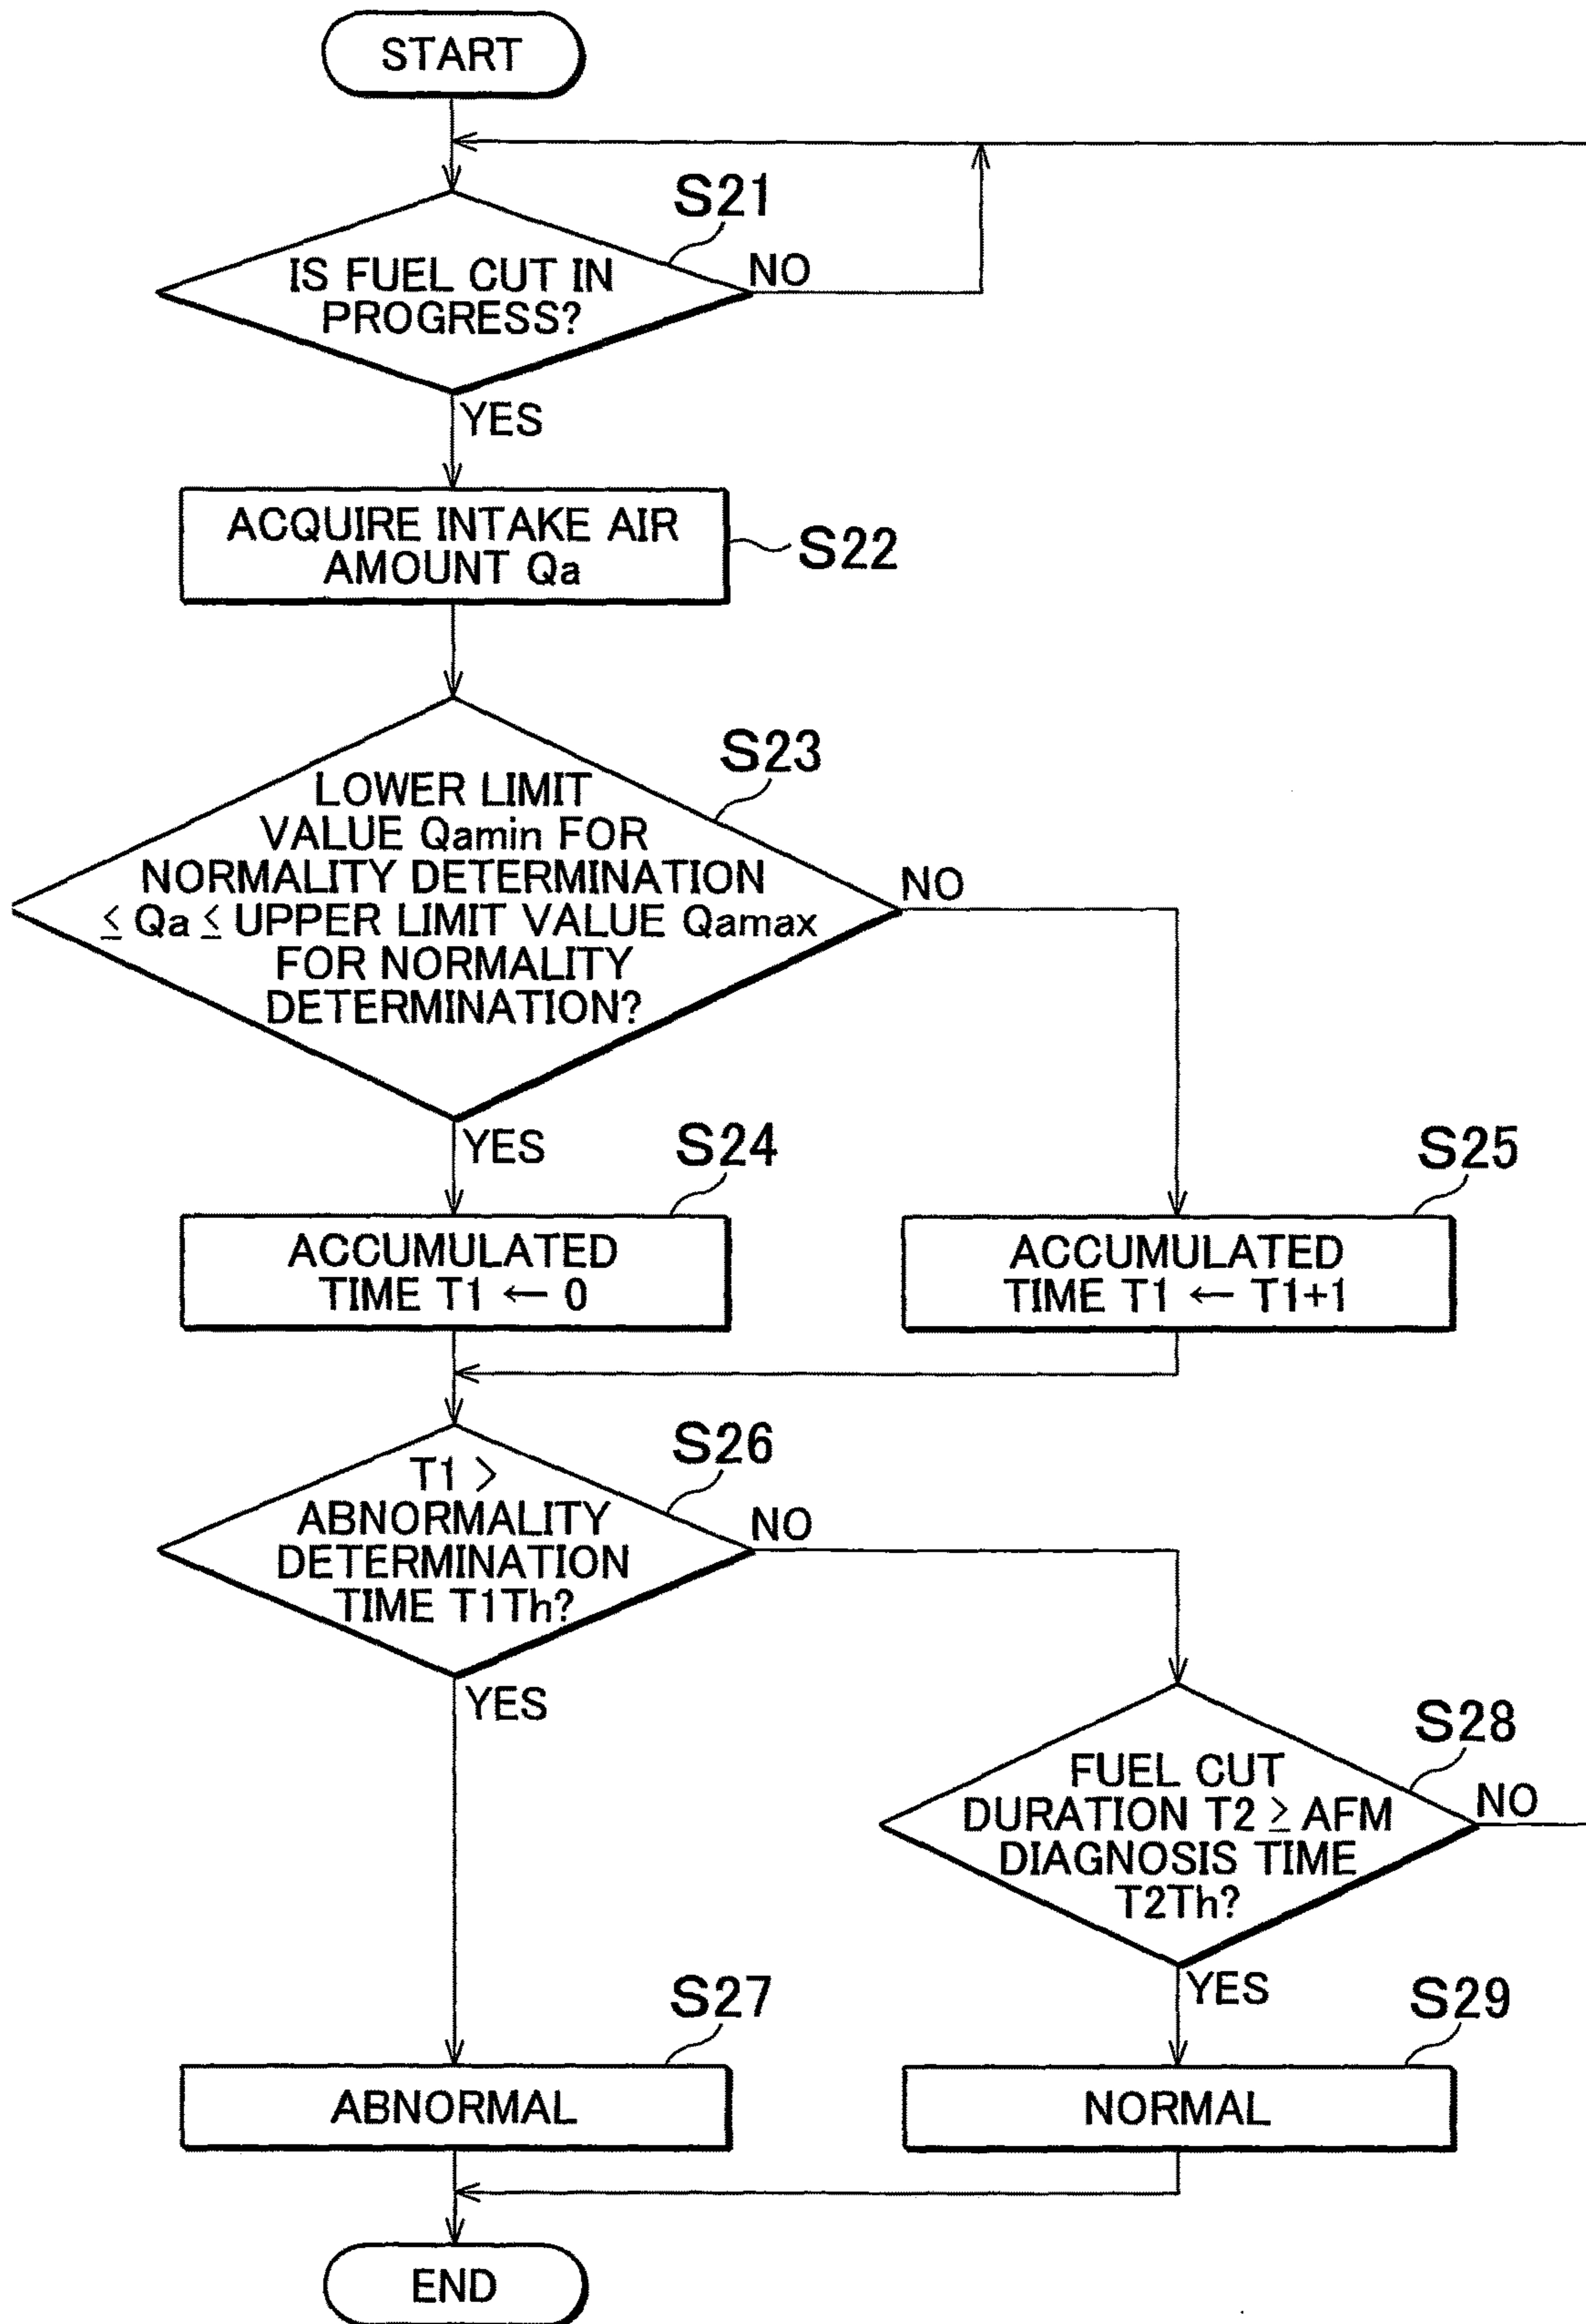 START
S21
IS FUEL CUT IN
PROGRESS?
NO
YES
ACQUIRE INTAKE AIR
AMOUNT Qa
S22
S23
LOWER LIMIT
VALUE Qamin FOR
NORMALITY DETERMINATION
≤ Qa ≤ UPPER LIMIT VALUE Qamax
FOR NORMALITY
DETERMINATION?
NO
YES
S24
ACCUMULATED
TIME T1 ← 0
S25
ACCUMULATED
TIME T1 ← T1+1
S26
T1 >
ABNORMALITY
DETERMINATION
TIME T1Th?
NO
YES
S28
FUEL CUT
DURATION T2 ≥ AFM
DIAGNOSIS TIME
T2Th?
NO
YES
S27
ABNORMAL
S29
NORMAL
END